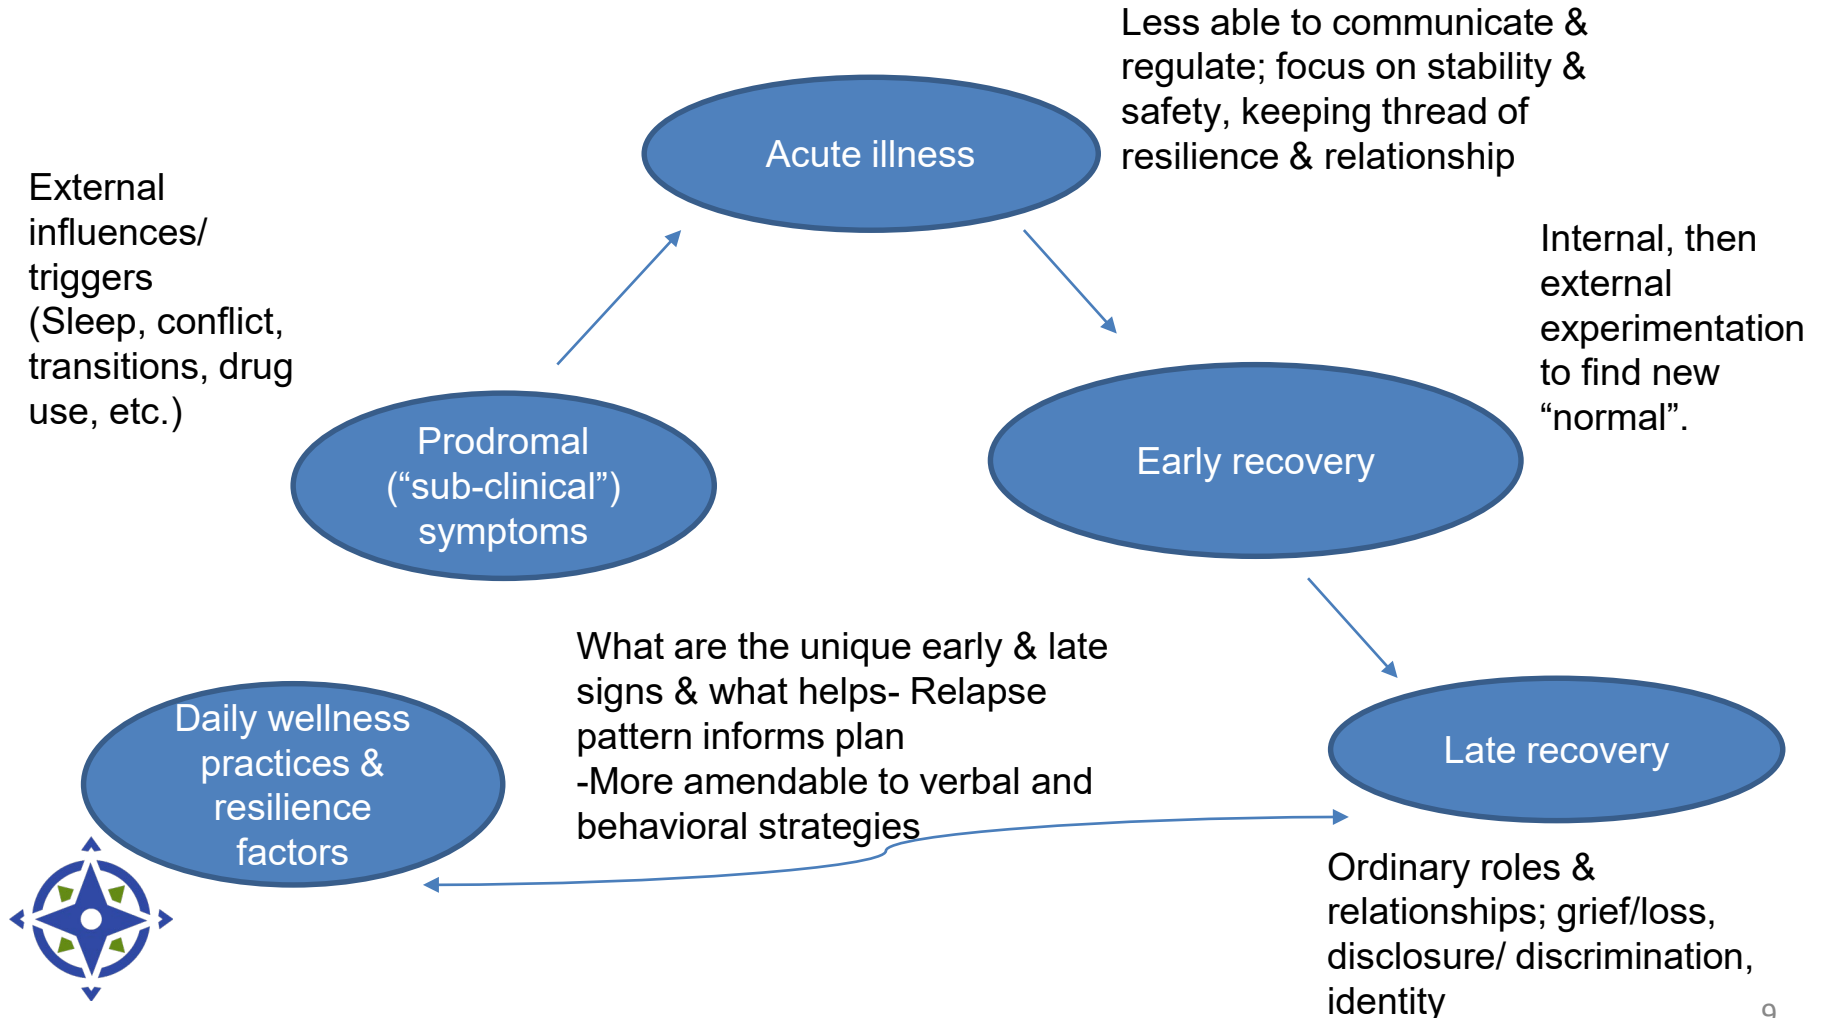 Less able to communicate &
regulate; focus on stability &
safety, keeping thread of
resilience & relationship
Acute illness
External
influences/
triggers
(Sleep, conflict,
transitions, drug
use, etc.)
Internal, then
external
experimentation
to find new
“normal”.
Prodromal
(“sub-clinical”)
symptoms
Early recovery
What are the unique early & late
signs & what helps- Relapse
pattern informs plan
-More amendable to verbal and
behavioral strategies
Daily wellness
practices &
resilience
factors
Late recovery
Ordinary roles &
relationships; grief/loss,
disclosure/ discrimination,
identity
9